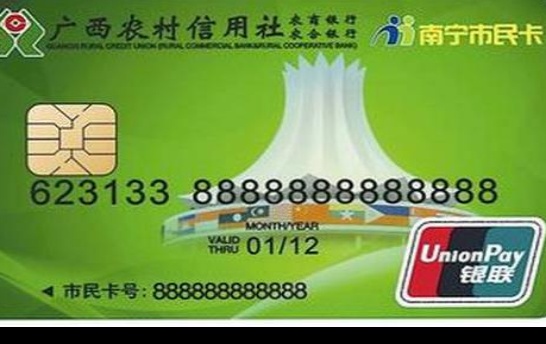 广西农村信用社 农商银行 农合银行
GUANGXI RURAL CREDIT UNION (RURAL COMMERCIAL BANK&RURAL COOPERATIVE BANK)
南宁市民卡
623133 8888888888888
MONTH/YEAR
VALID THRU 01/12
UnionPay
银联
市民卡号:888888888888